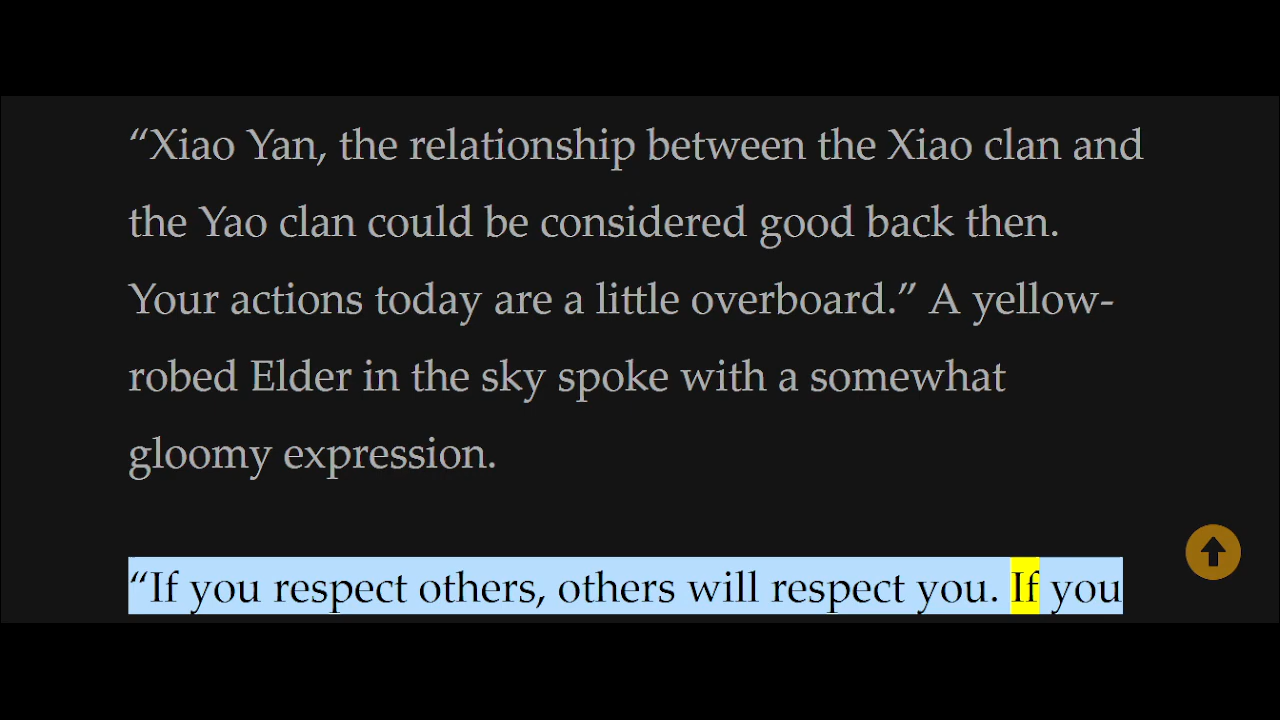 “Xiao Yan, the relationship between the Xiao clan and
the Yao clan could be considered good back then.
Your actions today are a little overboard.” A yellow-
robed Elder in the sky spoke with a somewhat
gloomy expression.
“If you respect others, others will respect you. If you